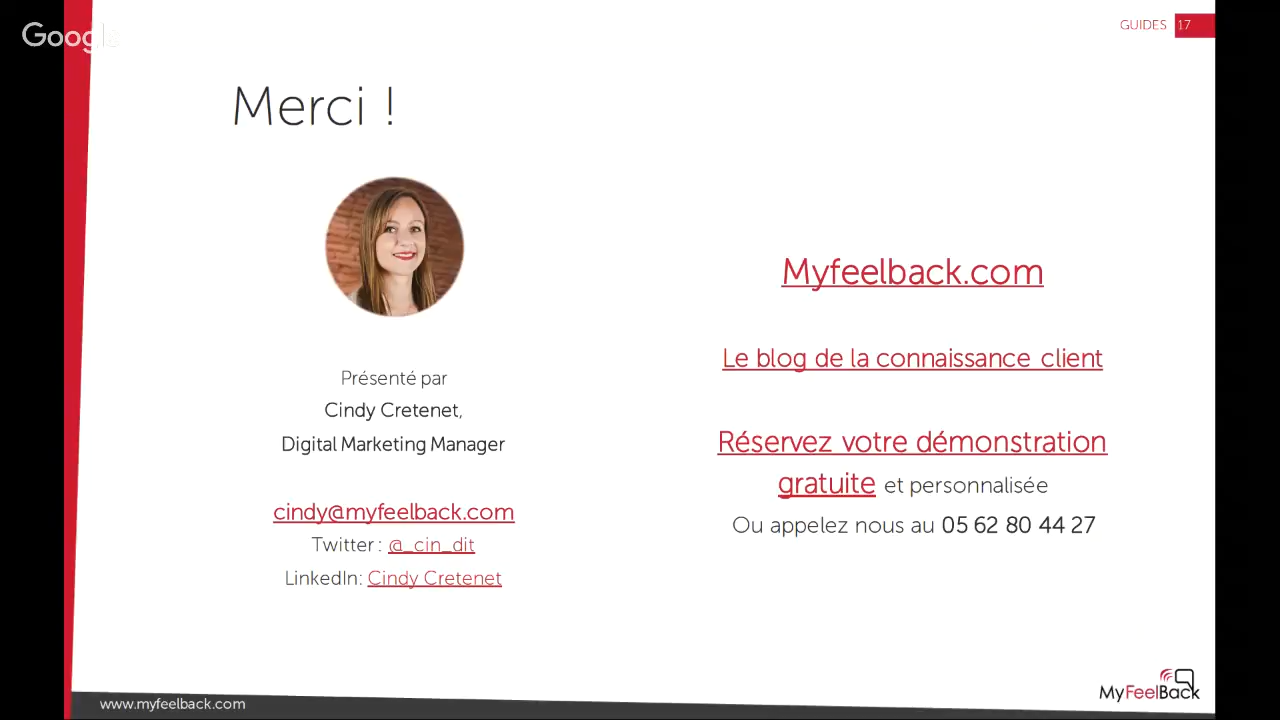 Google
GUIDES 17
Merci !
Présenté par
Cindy Cretenet,
Digital Marketing Manager
cindy@myfeelback.com
Twitter : @_cin_dit
LinkedIn: Cindy Cretenet
Myfeelback.com
Le blog de la connaissance client
Réservez votre démonstration
gratuite et personnalisée
Ou appelez nous au 05 62 80 44 27
www.myfeelback.com
MyFeelBack